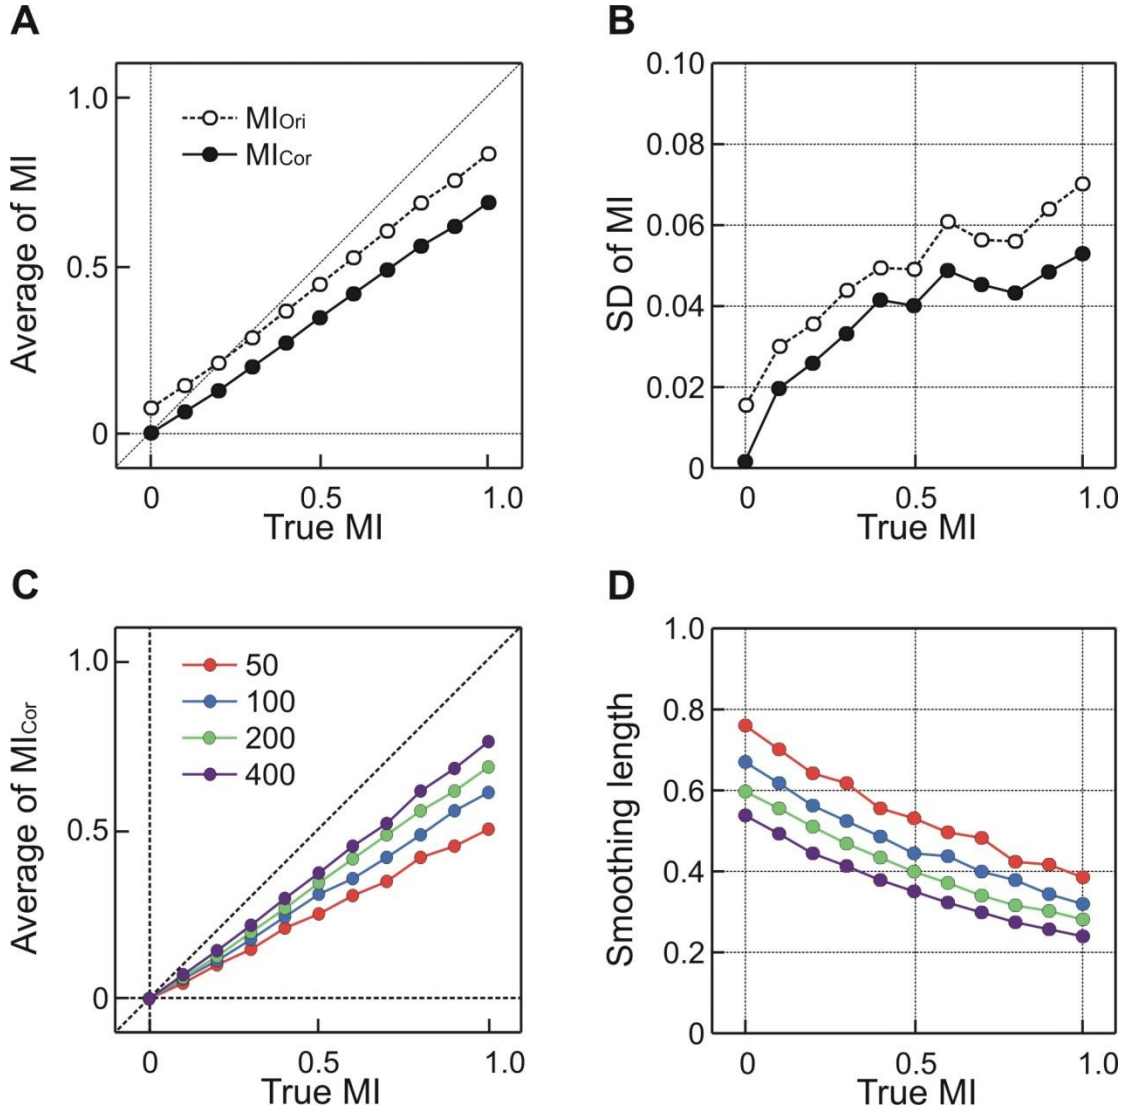 A
1.0
0.5
0
Average of MI
MIOri
MICor
0 0.5 1.0
True MI
B
0.10
0.08
0.06
0.04
0.02
0
SD of MI
0 0.5 1.0
True MI
C
1.0
0.5
0
Average of MICor
50
100
200
400
0 0.5 1.0
True MI
D
1.0
0.8
0.6
0.4
0.2
0
Smoothing length
0 0.5 1.0
True MI